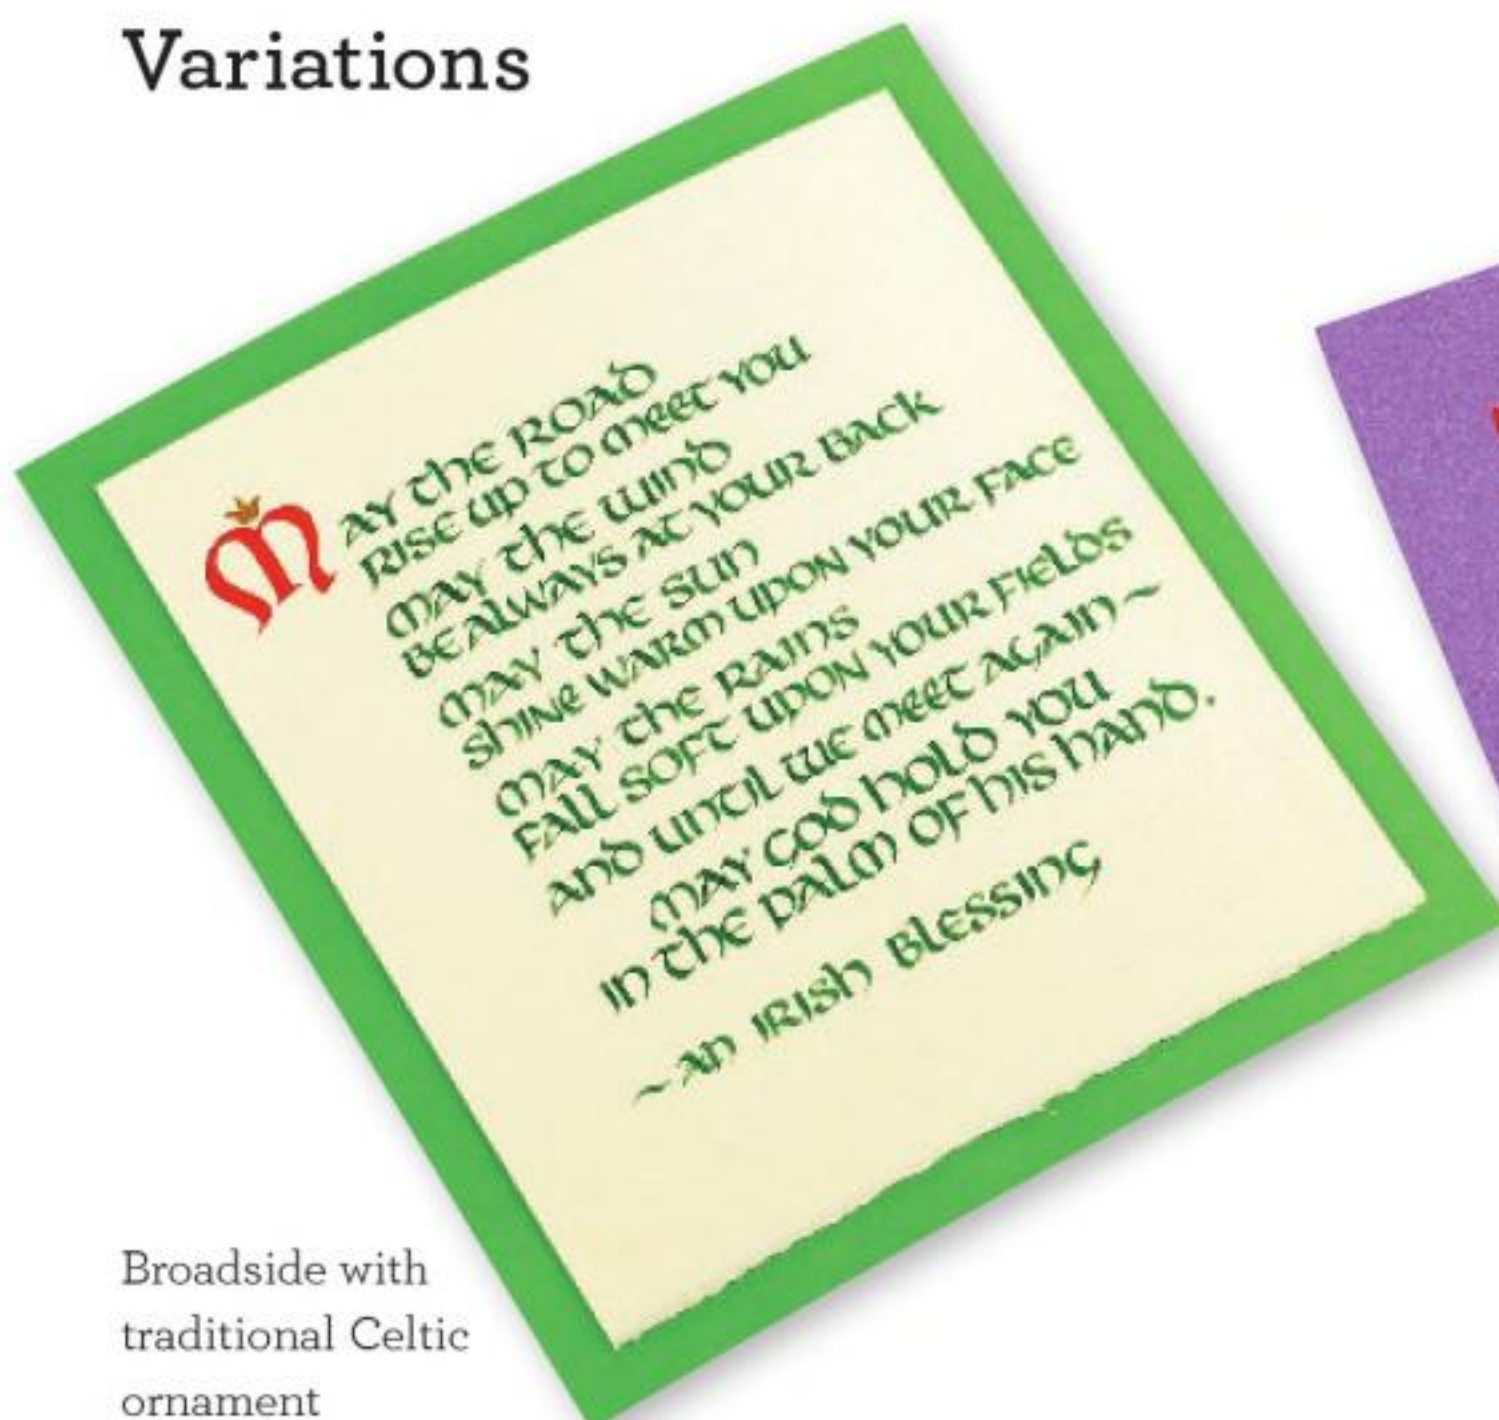 Variations
MAY the ROAD
RISE UP TO MEET YOU
MAY the WIND
BE ALWAYS AT YOUR BACK
MAY the SUN
SHINE WARM UPON YOUR FACE
MAY the RAINS
FALL SOFT UPON YOUR FIELDS
AND UNTIL WE MEET AGAIN ~
MAY GOD HOLD YOU
IN the PALM OF HIS HAND.
~ AN IRISH BLESSING
Broadside with
traditional Celtic
ornament